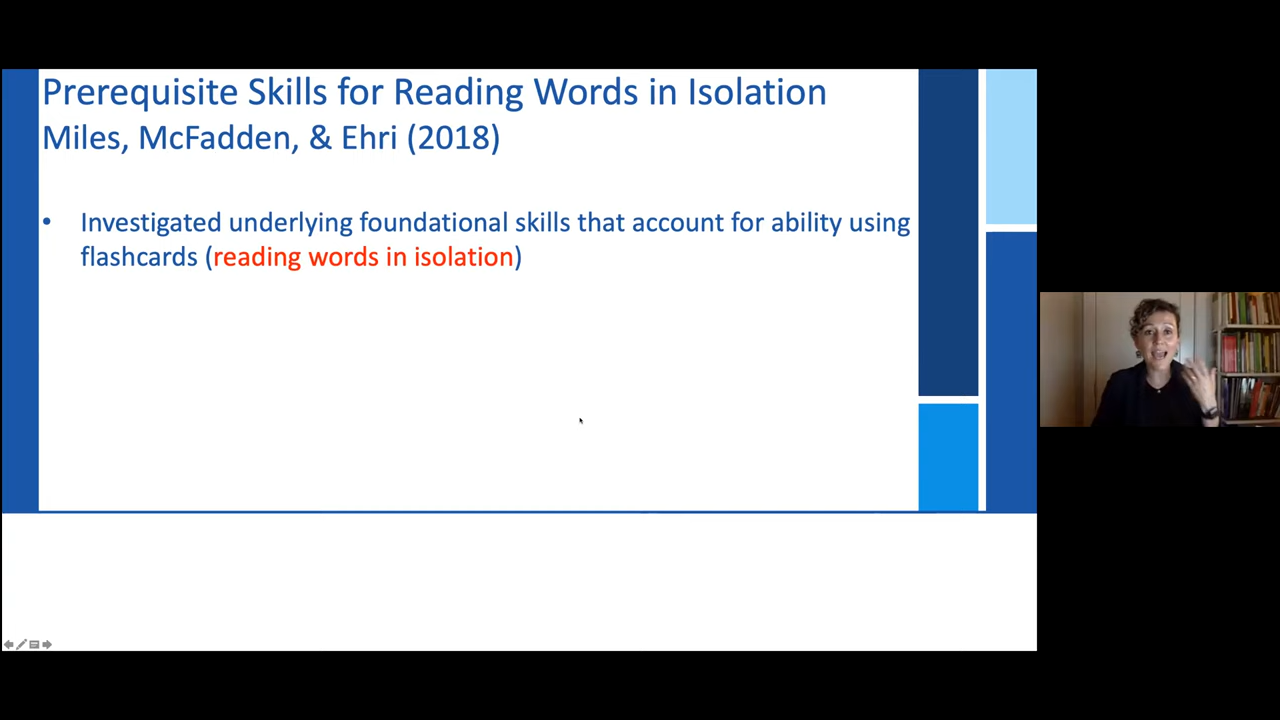 Prerequisite Skills for Reading Words in Isolation
Miles, McFadden, & Ehri (2018)
• Investigated underlying foundational skills that account for ability using
flashcards (reading words in isolation)